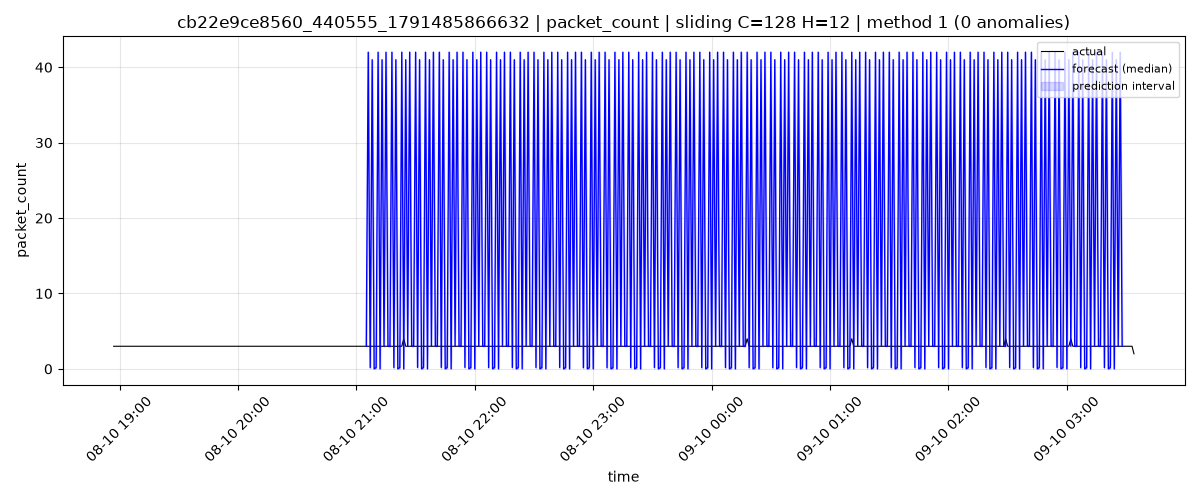 cb22e9ce8560_440555_1791485866632 | packet_count | sliding C=128 H=12 | method 1 (0 anomalies)
actual
forecast (median)
prediction interval
packet_count
40
30
20
10
0
08-10 19:00
08-10 20:00
08-10 21:00
08-10 22:00
08-10 23:00
09-10 00:00
09-10 01:00
09-10 02:00
09-10 03:00
time